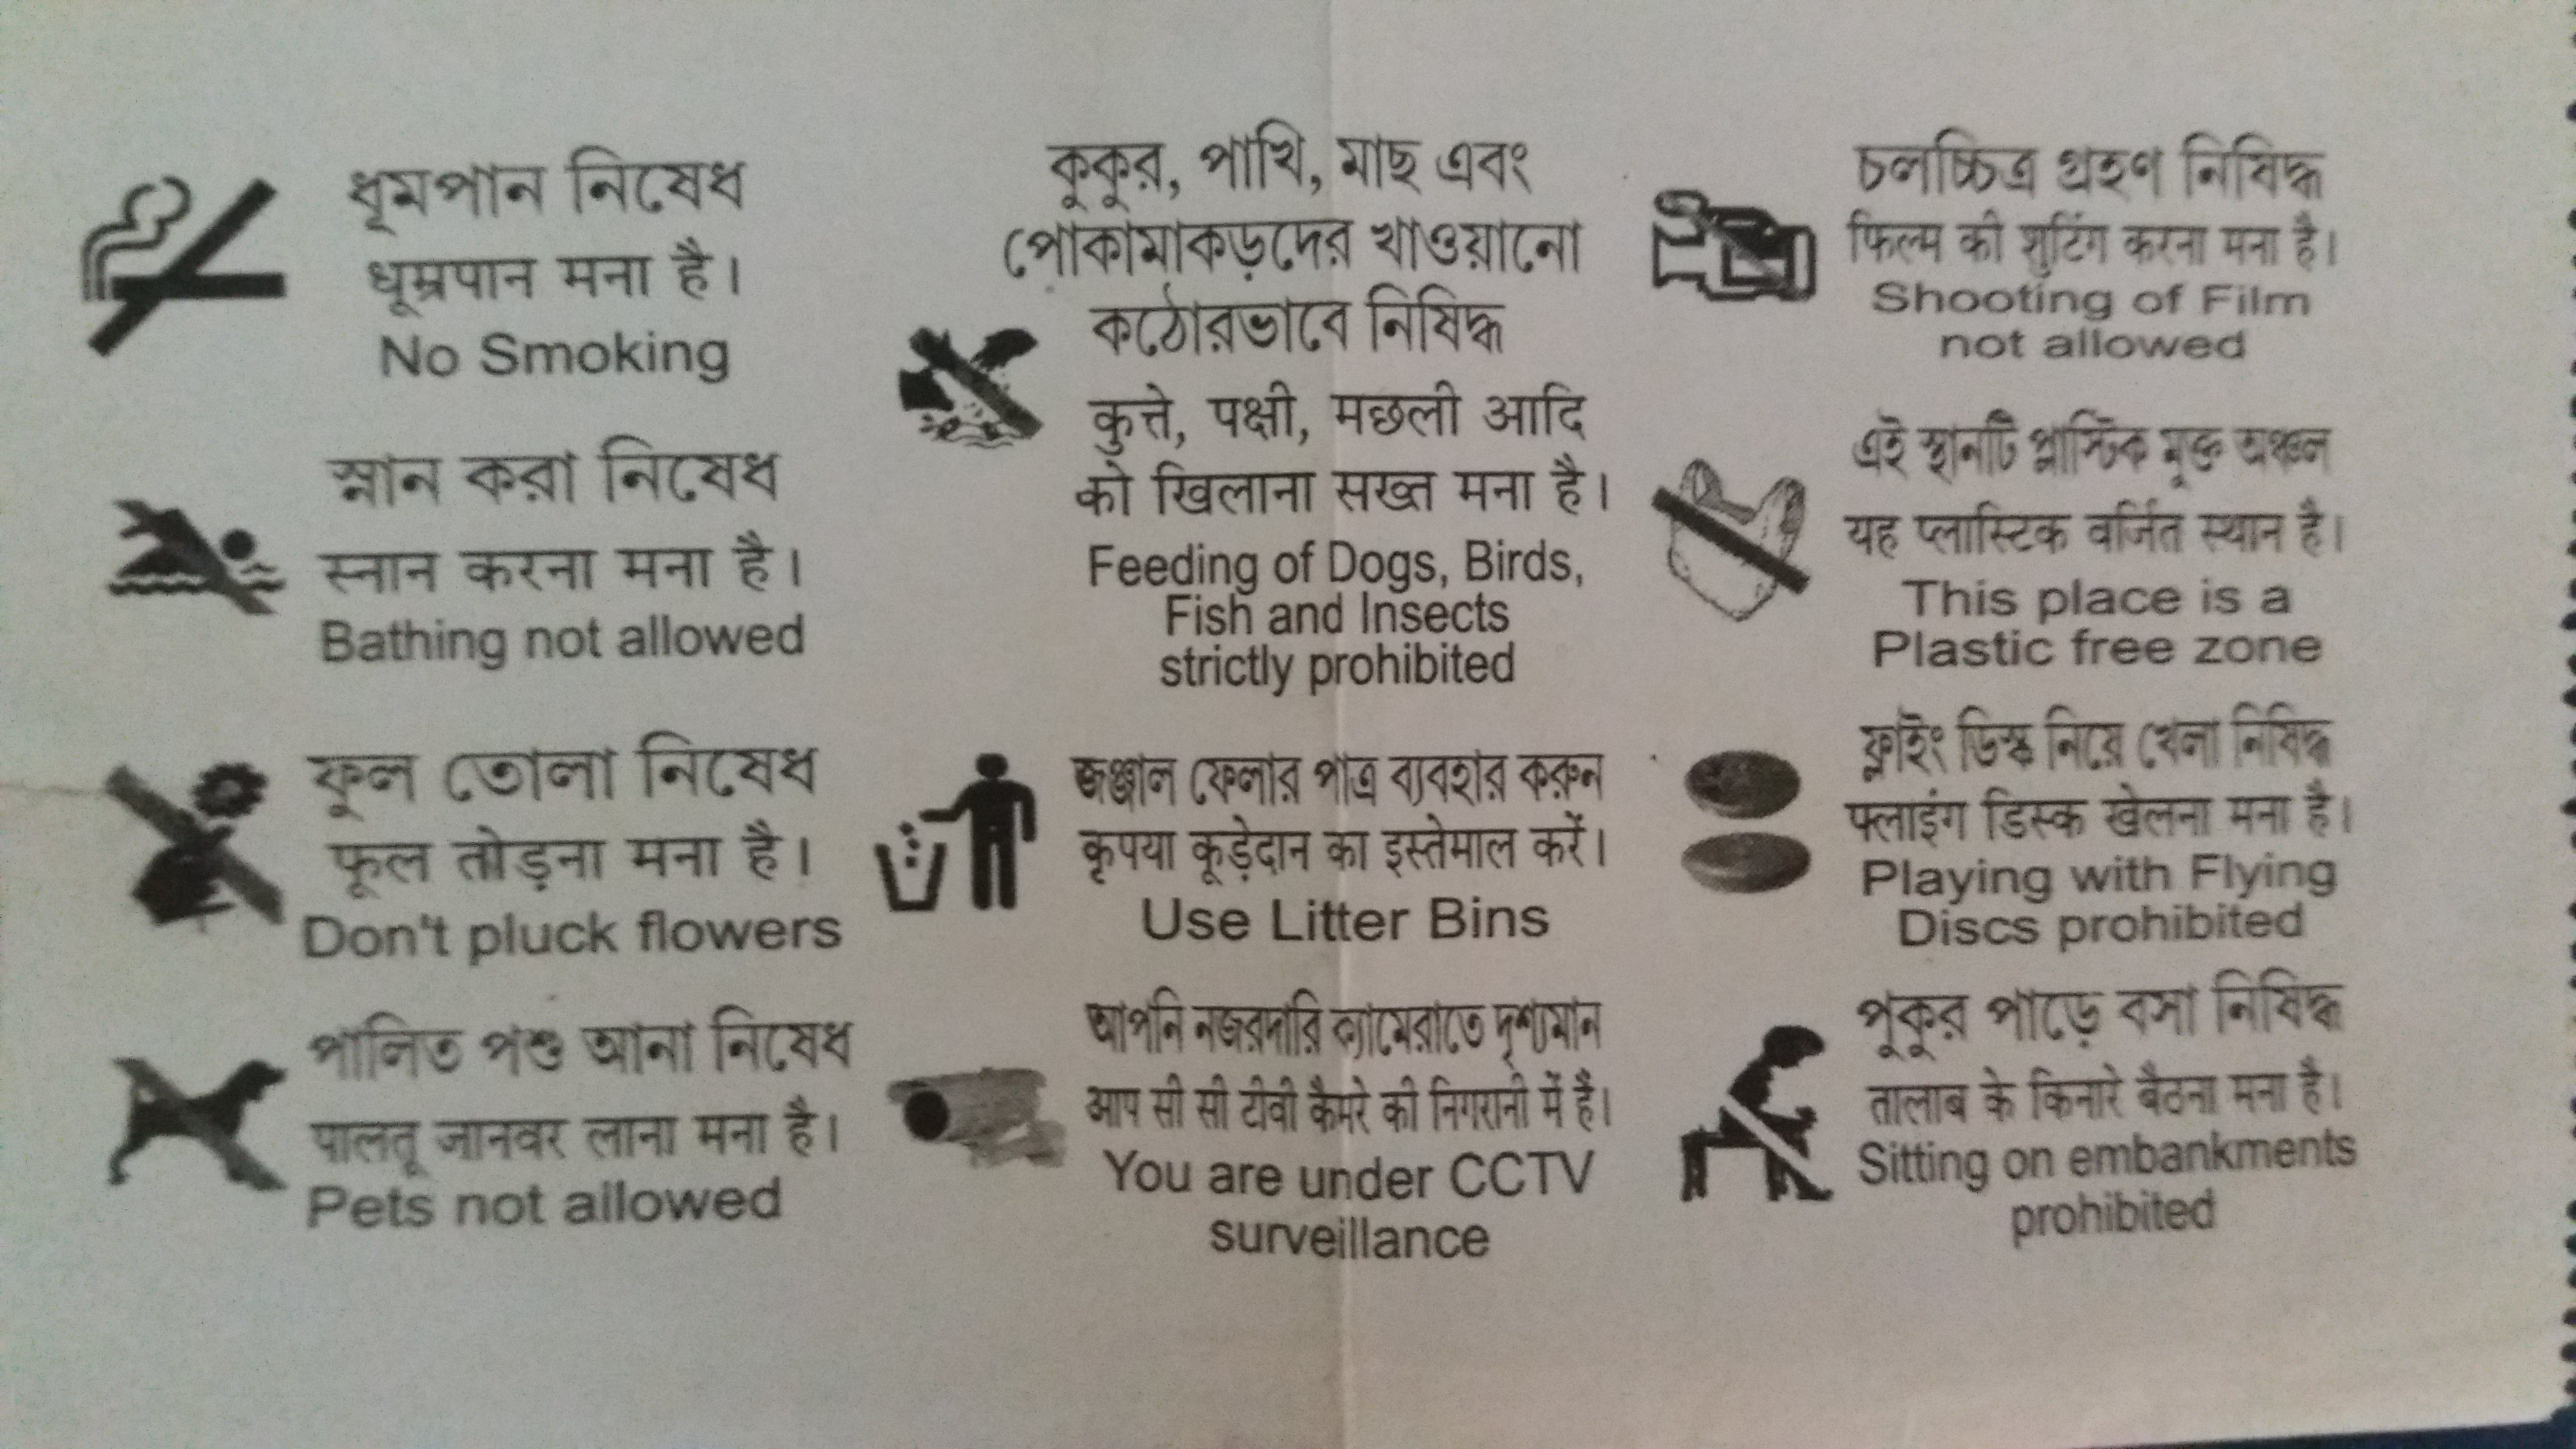 ধূমপান নিষেধ
धूम्रपान मना है।
No Smoking
স্নান করা নিষেধ
स्नान करना मना है।
Bathing not allowed
ফুল তোলা নিষেধ
फूल तोड़ना मना है।
Don't pluck flowers
পালিত পশু আনা নিষেধ
पालतू जानवर लाना मना है।
Pets not allowed
কুকুর, পাখি, মাছ এবং
পোকামাকড়দের খাওয়ানো
কঠোরভাবে নিষিদ্ধ
कुत्ते, पक्षी, मछली आदि
को खिलाना सख्त मना है।
Feeding of Dogs, Birds,
Fish and Insects
strictly prohibited
জঞ্জাল ফেলার পাত্র ব্যবহার করুন
कृपया कूड़ेदान का इस्तेमाल करें।
Use Litter Bins
আপনি নজরদারি ক্যামেরাতে দৃশ্যমান
आप सी सी टीवी कैमरे की निगरानी में हैं।
You are under CCTV
surveillance
চলচ্চিত্র গ্রহণ নিষিদ্ধ
फिल्म की शुटिंग करना मना है।
Shooting of Film
not allowed
এই স্থানটি প্লাস্টিক মুক্ত অঞ্চল
यह प्लास्टिक वर्जित स्थान है।
This place is a
Plastic free zone
ফ্লাইং ডিস্ক নিয়ে খেলা নিষিদ্ধ
फ्लाइंग डिस्क खेलना मना है।
Playing with Flying
Discs prohibited
পুকুর পাড়ে বসা নিষিদ্ধ
तालाब के किनारे बैठना मना है।
Sitting on embankments
prohibited